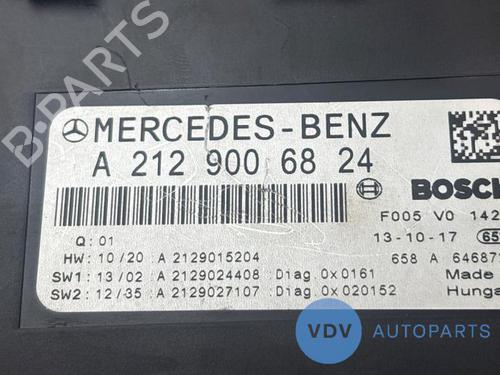 MERCEDES-BENZ
A 212 900 68 24
BOSCH
F005 V0 142
Q: 01
13-10-17 65
HW: 10/20 : A 2129015204
658 A 64687
SW1: 13/02 : A 2129024408 :Diag.0x0161
Made
SW2: 12/35 : A 2129027107 :Diag.0x020152
Hunga
B-PARTS
VDV AUTOPARTS